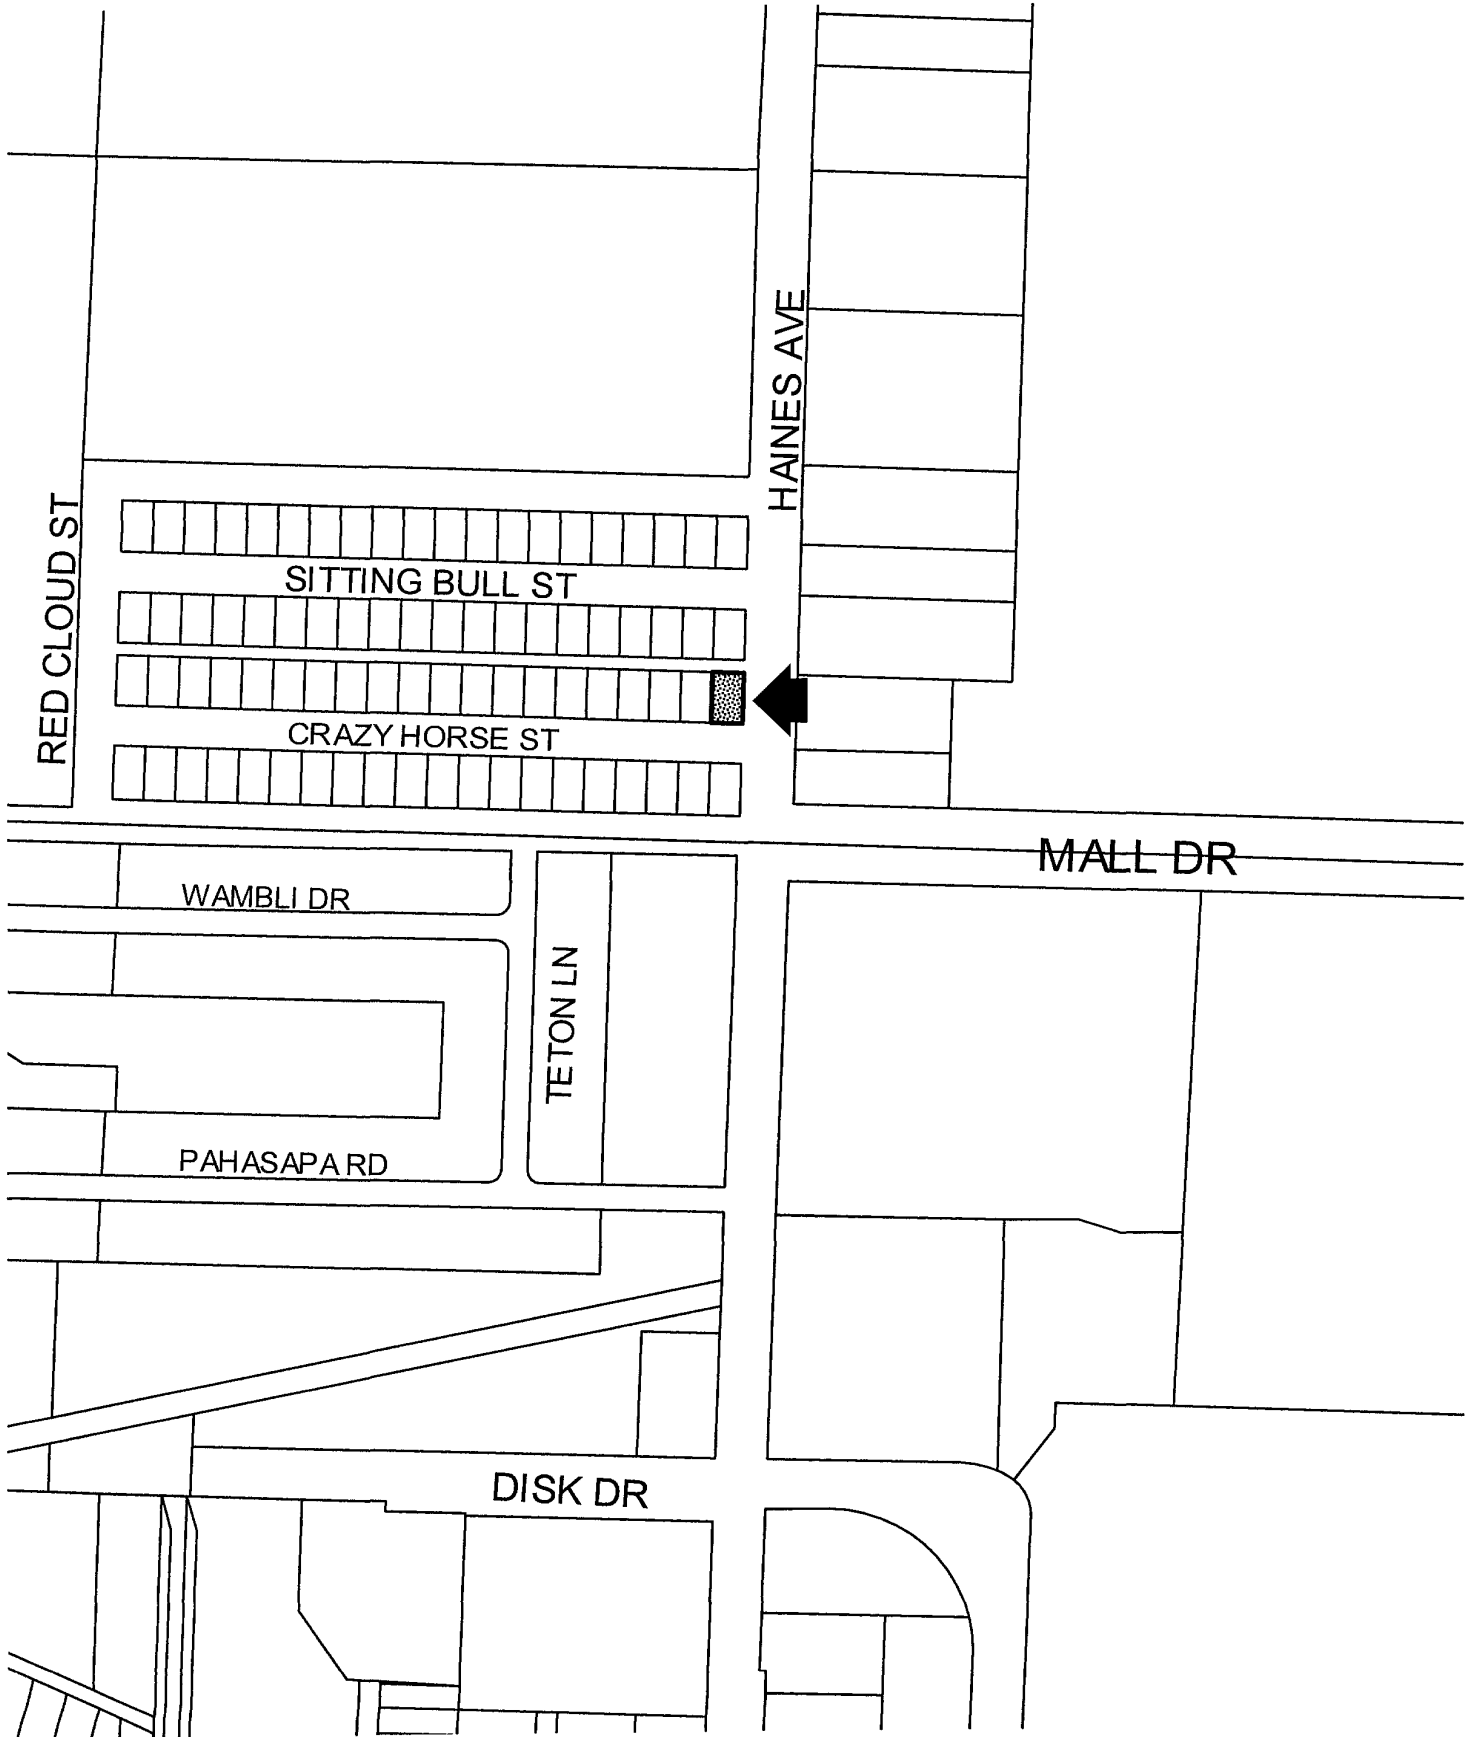 HAINES AVE
RED CLOUD ST
SITTING BULL ST
CRAZY HORSE ST
MALL DR
WAMBLI DR
TETON LN
PAHASAPA RD
DISK DR